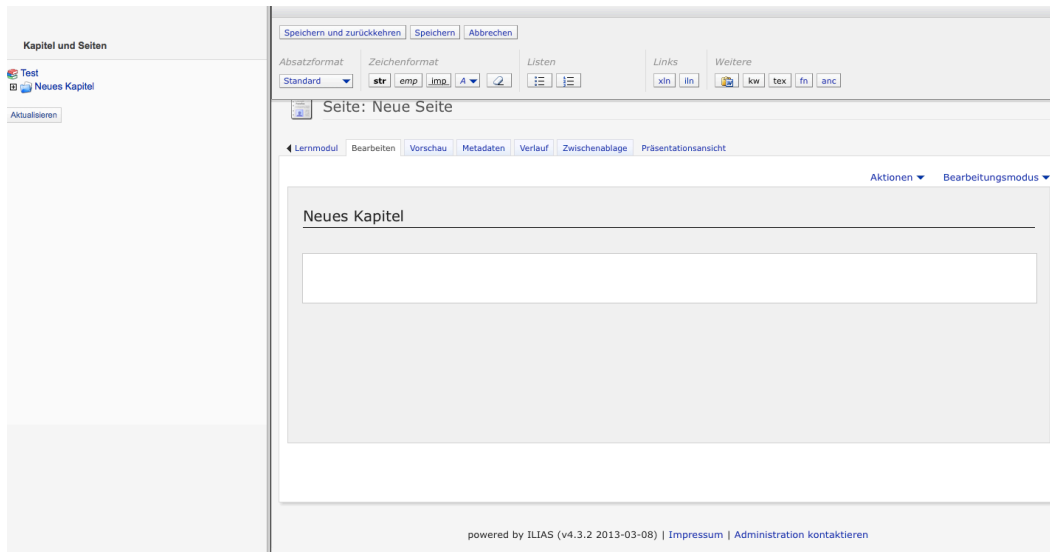 Kapitel und Seiten
Test
Neues Kapitel
Aktualisieren
Speichern und zurückkehren Speichern Abbrechen
Absatzformat Zeichenformat Listen Links Weitere
Standard str emp imp A xln iln kw tex fn anc
Seite: Neue Seite
Lernmodul Bearbeiten Vorschau Metadaten Verlauf Zwischenablage Präsentationsansicht
Aktionen Bearbeitungsmodus
Neues Kapitel
powered by ILIAS (v4.3.2 2013-03-08) | Impressum | Administration kontaktieren